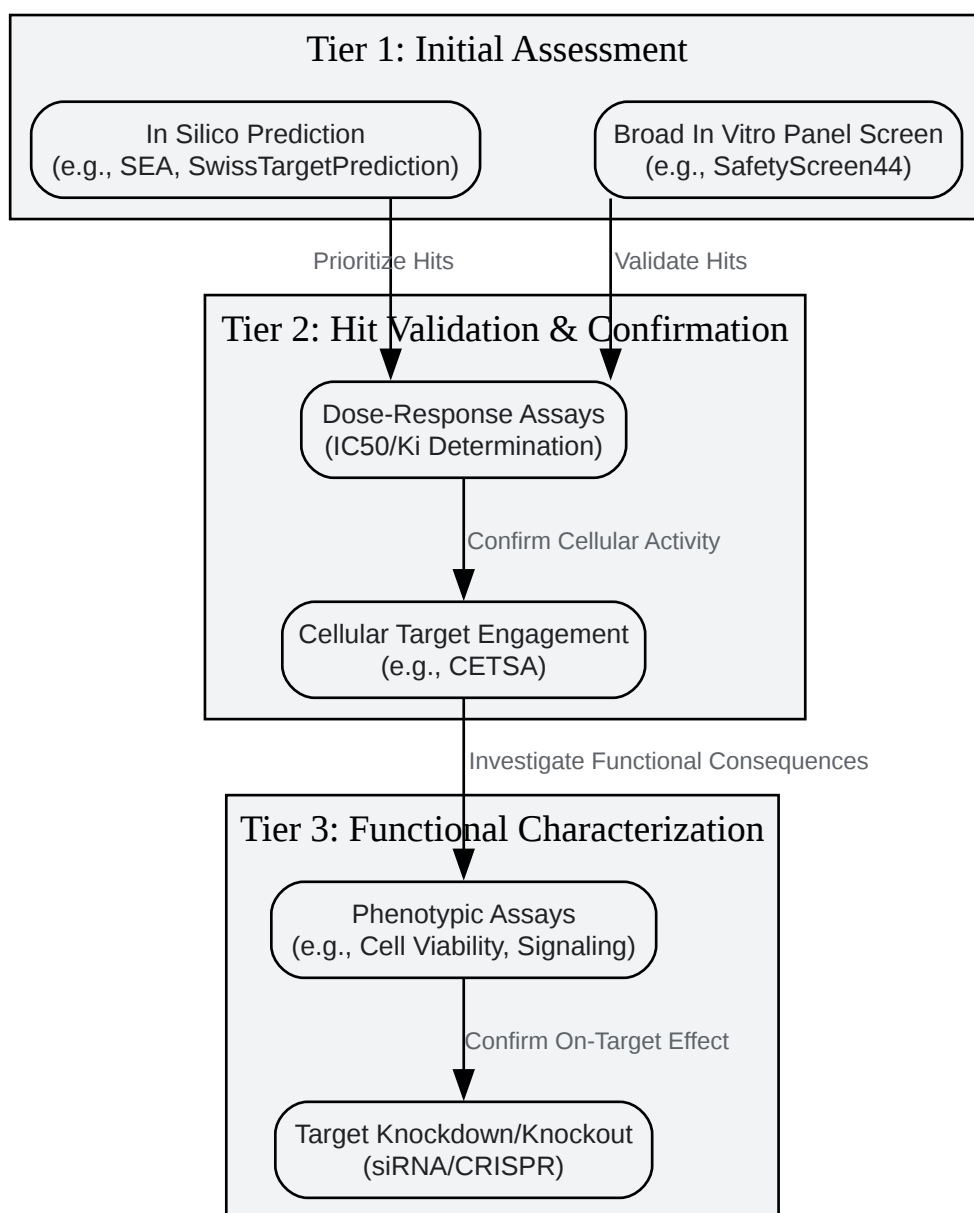 Tier 1: Initial Assessment
In Silico Prediction
(e.g., SEA, SwissTargetPrediction)
Broad In Vitro Panel Screen
(e.g., SafetyScreen44)
Prioritize Hits
Validate Hits
Tier 2: Hit Validation & Confirmation
Dose-Response Assays
(IC50/Ki Determination)
Confirm Cellular Activity
Cellular Target Engagement
(e.g., CETSA)
Investigate Functional Consequences
Tier 3: Functional Characterization
Phenotypic Assays
(e.g., Cell Viability, Signaling)
Confirm On-Target Effect
Target Knockdown/Knockout
(siRNA/CRISPR)